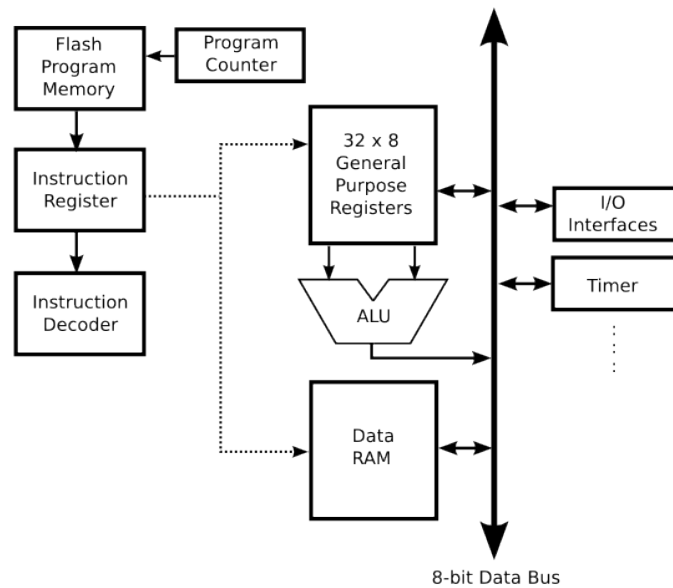 Flash
Program
Memory
Program
Counter
Instruction
Register
Instruction
Decoder
32 x 8
General
Purpose
Registers
ALU
Data
RAM
I/O
Interfaces
Timer
8-bit Data Bus